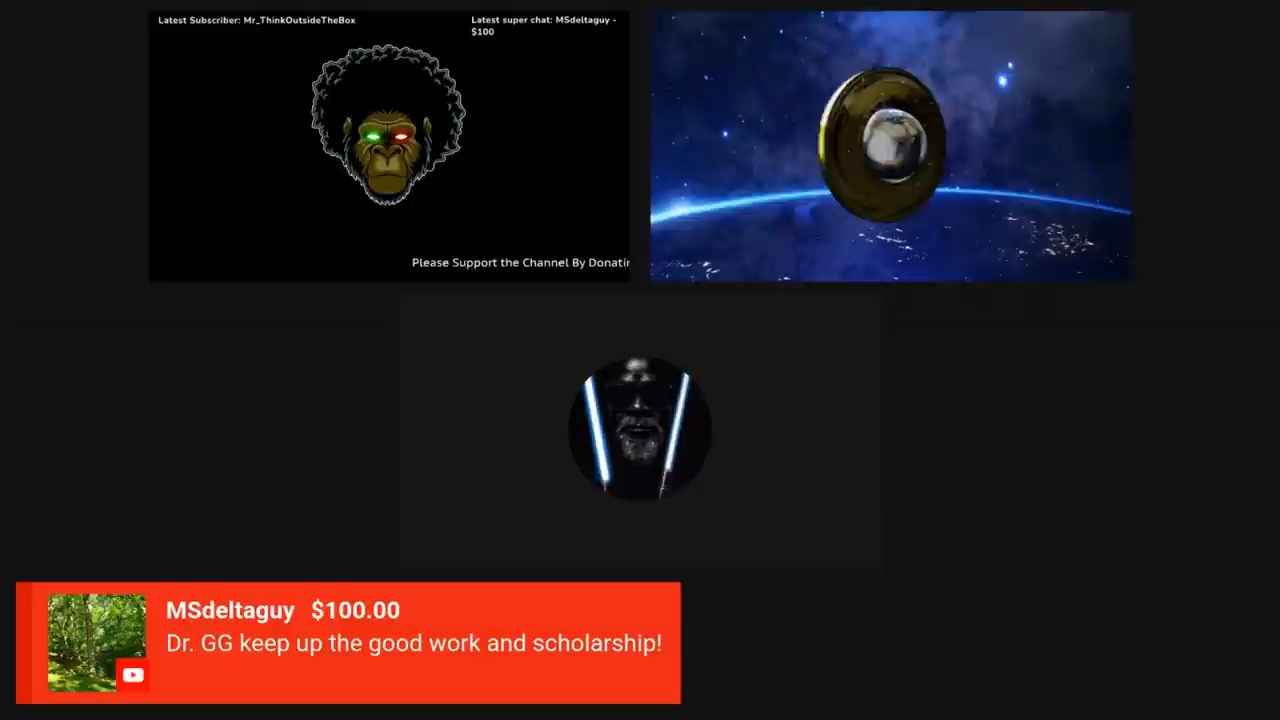 Latest Subscriber: Mr_ThinkOutsideTheBox
Latest super chat: MSdeltaguy -
$100
Please Support the Channel By Donatin
MSdeltaguy $100.00
Dr. GG keep up the good work and scholarship!